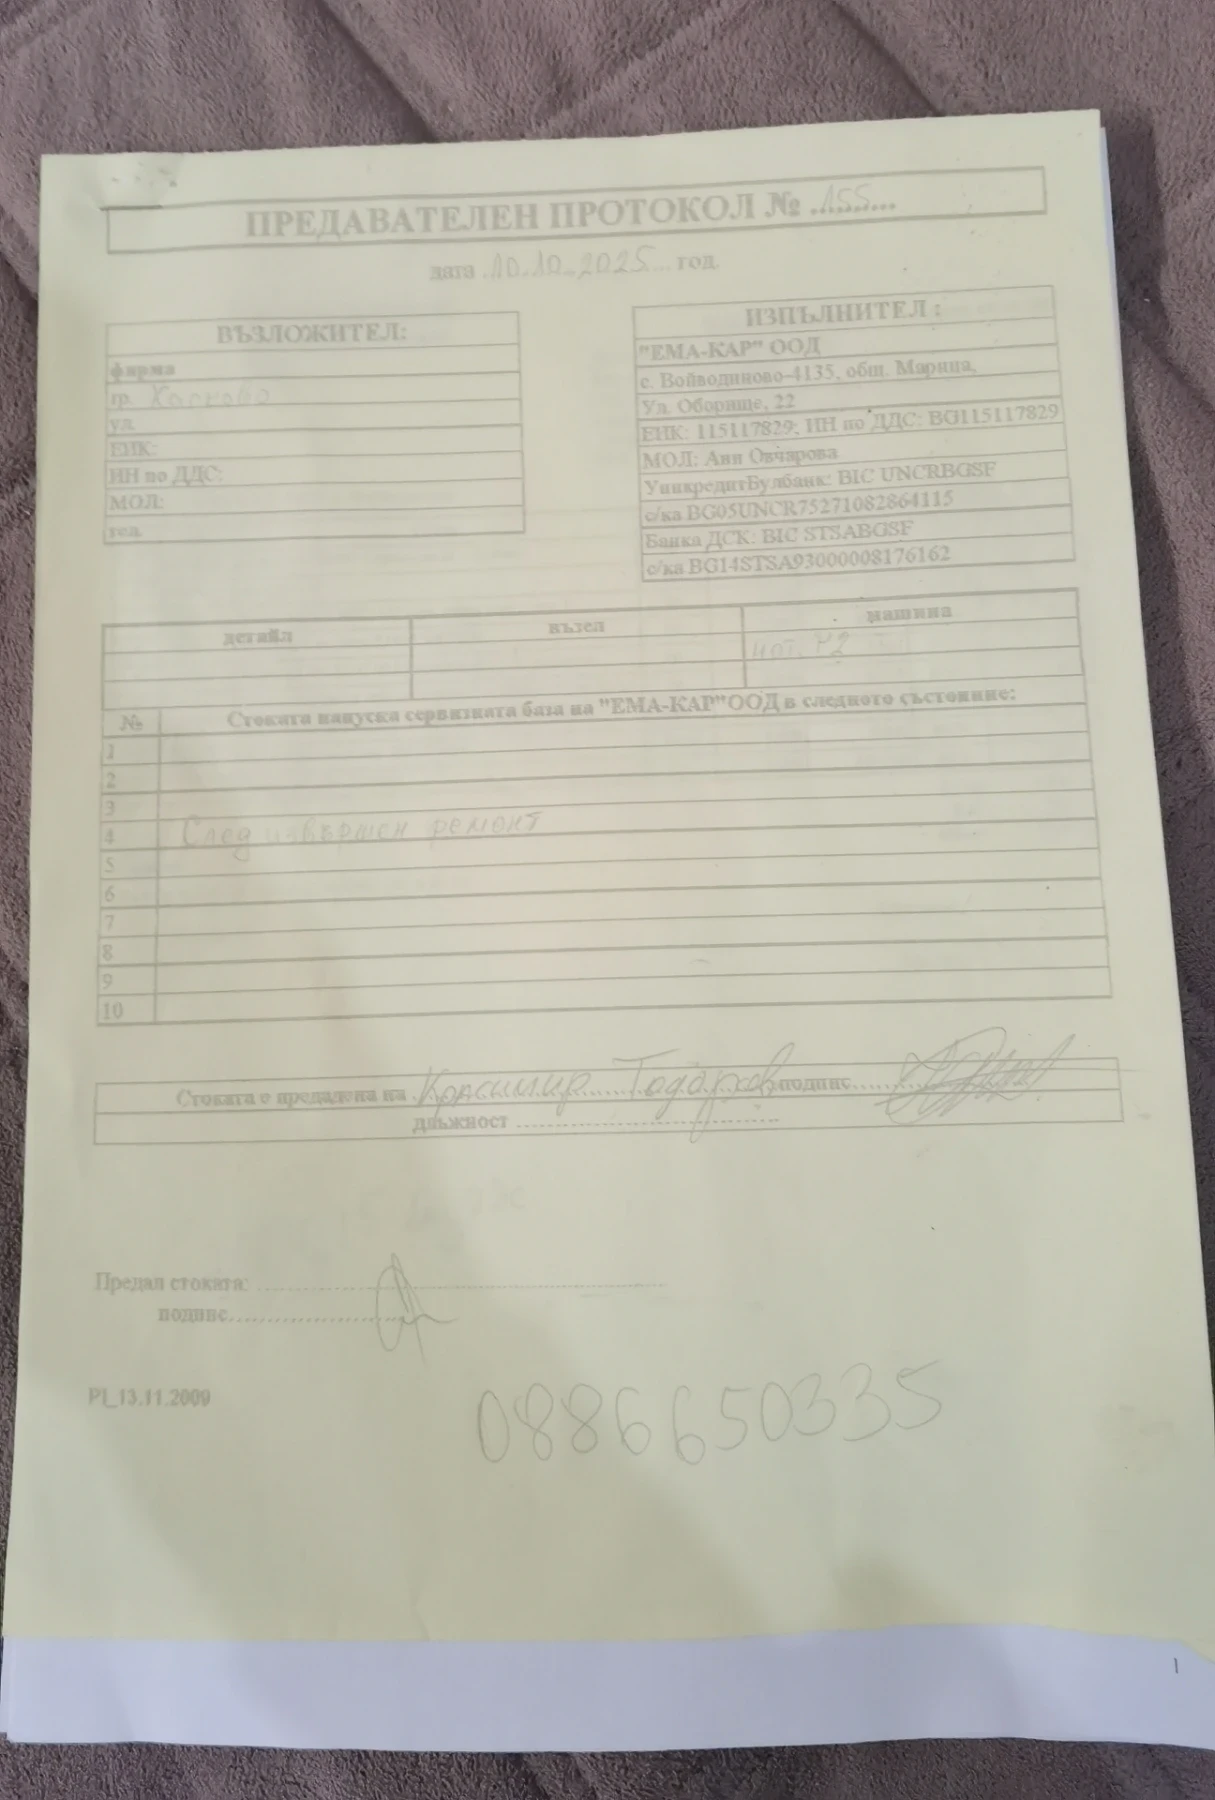 ПРЕДАВАТЕЛЕН ПРОТОКОЛ № ..155....
дата .10.10..2025... год.
ВЪЗЛОЖИТЕЛ:
фирма
гр.
ул.
ЕИК:
ИН по ДДС:
МОЛ:
тел.
ИЗПЪЛНИТЕЛ :
"ЕМА-КАР" ООД
с. Войводиново-4135, общ. Марица,
Ул. Оборище, 22
ЕИК: 115117829; ИН по ДДС: BG115117829
МОЛ: Ани Овчарова
УникредитБулбанк: BIC UNCRBGSF
с/ка BG05UNCR75271082864115
Банка ДСК: BIC STSABGSF
с/ка BG14STSA93000008176162
детайл възел машина
№ Стоката напуска сервизната база на "ЕМА-КАР"ООД в следното състояние:
1
2
3
4 След извършен ремонт
5
6
7
8
9
10
Стоката е предадена на .Красимир....Тодоров подпис.....
длъжност ......................................
Предал стоката: ......................................
подпис......................
PI_13.11.2009
0886650335
1